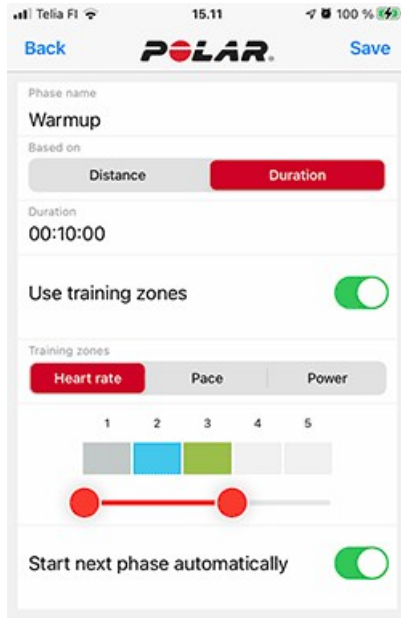 Telia FI 15.11 100 %
Back POLAR. Save
Phase name
Warmup
Based on
Distance Duration
Duration
00:10:00
Use training zones
Training zones
Heart rate Pace Power
1 2 3 4 5
Start next phase automatically